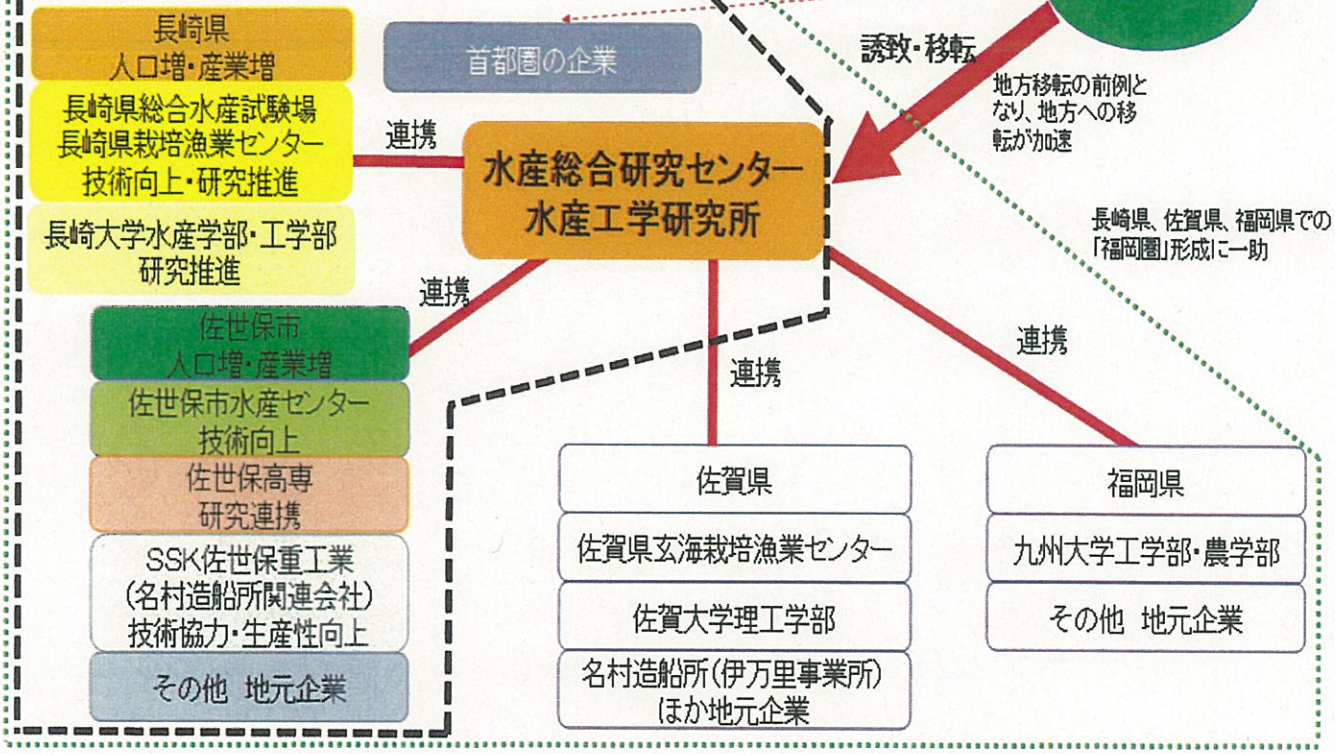 長崎県
人口増・産業増
長崎県総合水産試験場
長崎県栽培漁業センター
技術向上・研究推進
長崎大学水産学部・工学部
研究推進
首都圏の企業
連携
水産総合研究センター
水産工学研究所
誘致・移転
地方移転の前例と
なり、地方への移
転が加速
長崎県、佐賀県、福岡県での
「福岡圏」形成に一助
連携
佐世保市
人口増・産業増
佐世保市水産センター
技術向上
佐世保高専
研究連携
SSK佐世保重工業
(名村造船所関連会社)
技術協力・生産性向上
その他 地元企業
連携
佐賀県
佐賀県玄海栽培漁業センター
佐賀大学理工学部
名村造船所(伊万里事業所)
ほか地元企業
連携
福岡県
九州大学工学部・農学部
その他 地元企業